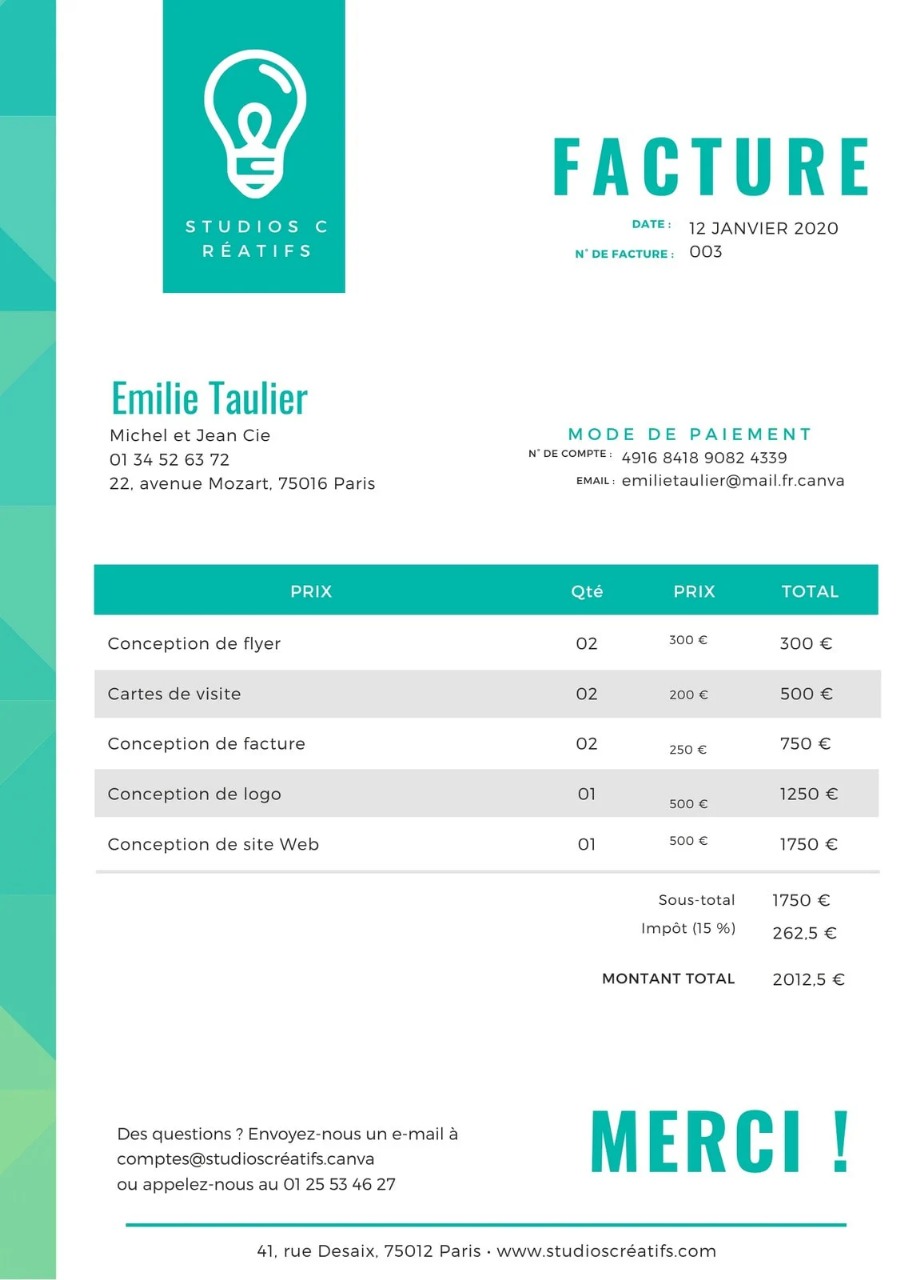 STUDIOS C
RÉATIFS
FACTURE
DATE : 12 JANVIER 2020
N° DE FACTURE : 003
Emilie Taulier
Michel et Jean Cie
01 34 52 63 72
22, avenue Mozart, 75016 Paris
MODE DE PAIEMENT
N° DE COMPTE : 4916 8418 9082 4339
EMAIL : emilietaulier@mail.fr.canva
PRIX Qté PRIX TOTAL
Conception de flyer 02 300 € 300 €
Cartes de visite 02 200 € 500 €
Conception de facture 02 250 € 750 €
Conception de logo 01 500 € 1250 €
Conception de site Web 01 500 € 1750 €
Sous-total 1750 €
Impôt (15 %) 262,5 €
MONTANT TOTAL 2012,5 €
Des questions ? Envoyez-nous un e-mail à
comptes@studioscréatifs.canva
ou appelez-nous au 01 25 53 46 27
MERCI !
41, rue Desaix, 75012 Paris • www.studioscréatifs.com